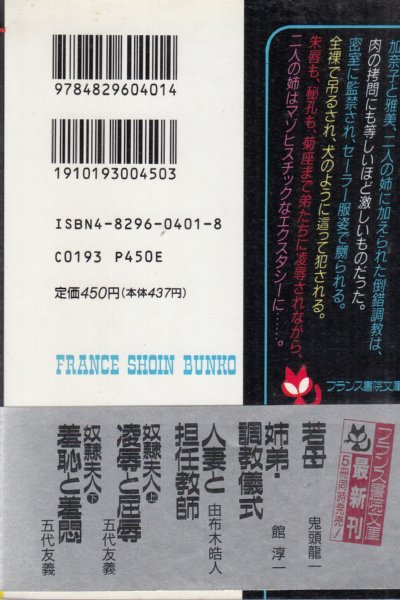 加奈子と雅美、二人の姉に加えられた倒錯調教は、
肉の拷問にも等しいほど激しいものだった。
密室に監禁され、セーラー服姿で嬲られる。
全裸で吊るされ、犬のように這って犯される。
朱唇も、秘孔も、菊座まで弟たちに凌辱されながら、
二人の姉はマゾヒスチックなエクスタシーに……。
フランス書院文庫
9784829604014
1910193004503
ISBN4-8296-0401-8
C0193 P450E
定価450円(本体437円)
FRANCE SHOIN BUNKO
フランス書院文庫
最新刊
5冊同時発売!
若母 鬼頭龍一
姉弟・調教儀式 館 淳一
人妻と担任教師 由布木皓人
奴隷夫人 上
凌辱と屈辱 五代友義
奴隷夫人 下
羞恥と羞悶 五代友義